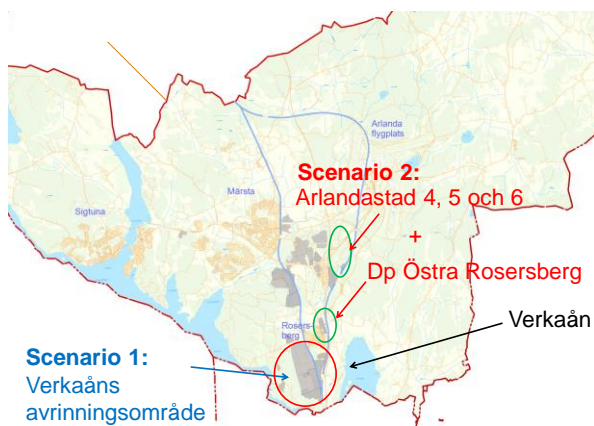 Arlanda
flygplats
Scenario 2:
Arlandastad 4, 5 och 6
+
Dp Östra Rosersberg
Märsta
Sigtuna
Rosers-
berg
Verkaån
Scenario 1:
Verkaåns
avrinningsområde